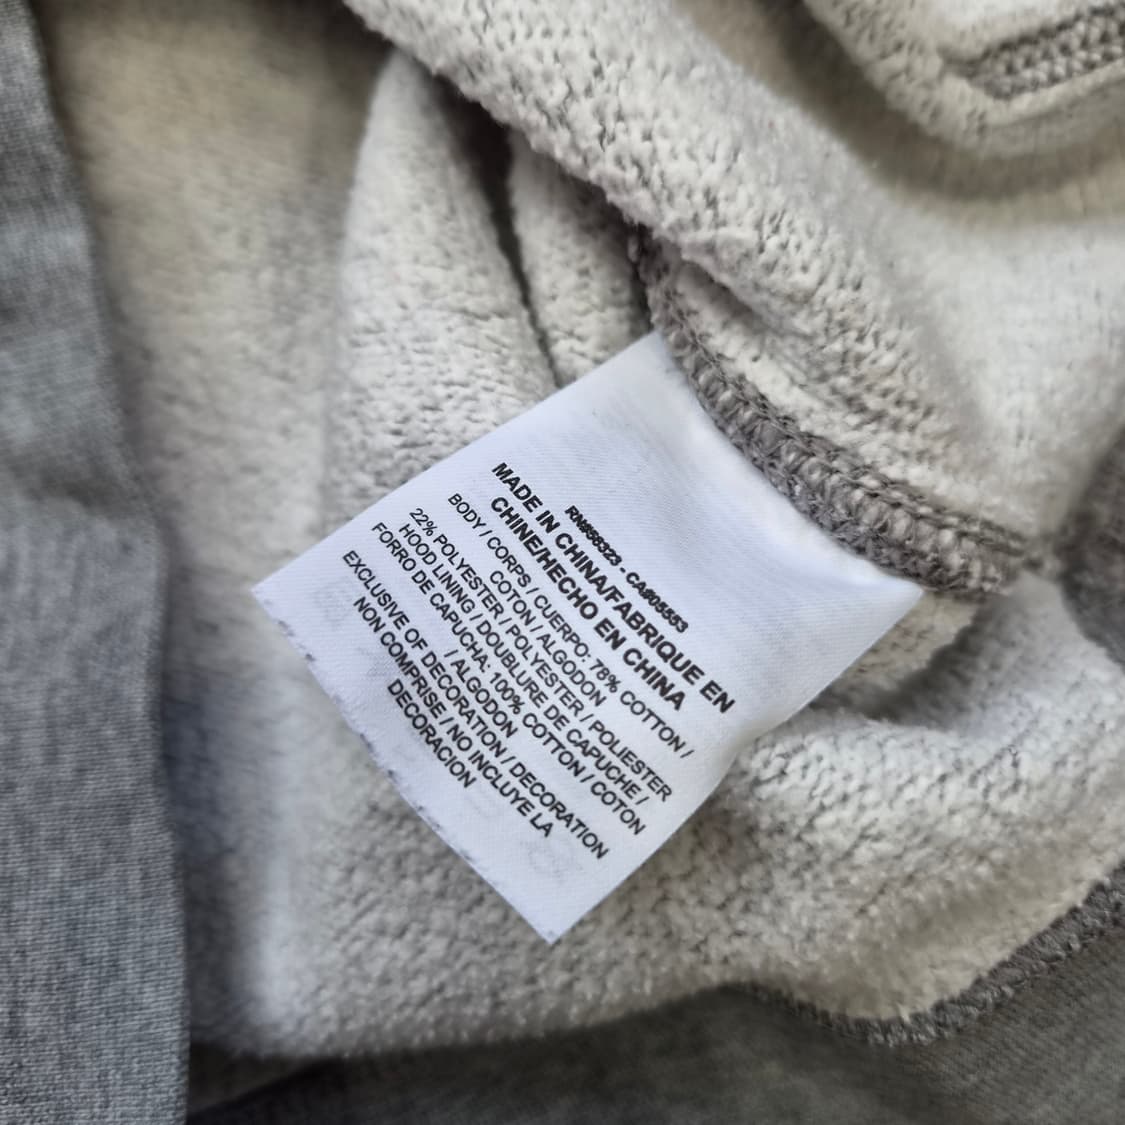 MADE IN CHINA/FABRIQUE EN
CHINE/HECHO EN CHINA
BODY / CORPS / CUERPO: 78% COTTON /
COTON / ALGODON
22% POLYESTER / POLYESTER / POLIESTER
HOOD LINING / DOUBLURE DE CAPUCHE /
FORRO DE CAPUCHA: 100% COTTON / COTON
/ ALGODON
EXCLUSIVE OF DECORATION / DECORATION
NON COMPRISE / NO INCLUYE LA
DECORACION